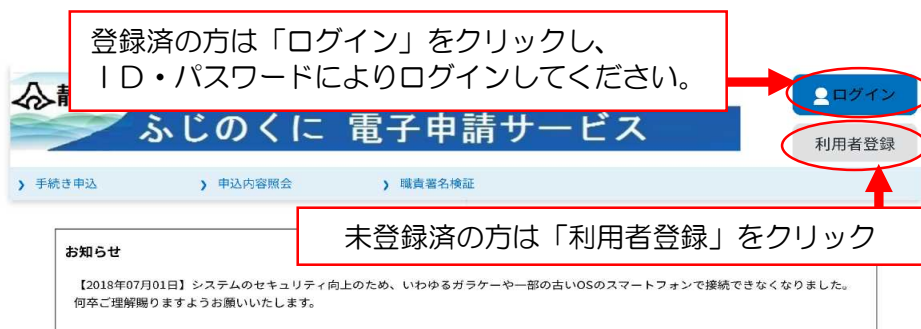 登録済の方は「ログイン」をクリックし、
ＩＤ・パスワードによりログインしてください。
ログイン
ふじのくに 電子申請サービス
利用者登録
手続き申込
申込内容照会
職責署名検証
未登録済の方は「利用者登録」をクリック
お知らせ
【2018年07月01日】システムのセキュリティ向上のため、いわゆるガラケーや一部の古いOSのスマートフォンで接続できなくなりました。
何卒ご理解賜りますようお願いいたします。